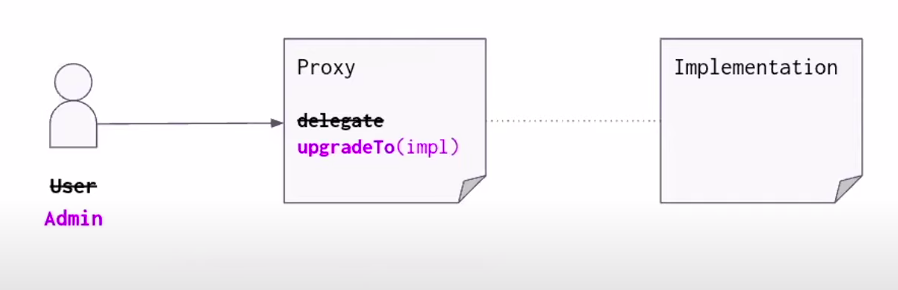 Proxy
Implementation
delegate
upgradeTo(impl)
User
Admin